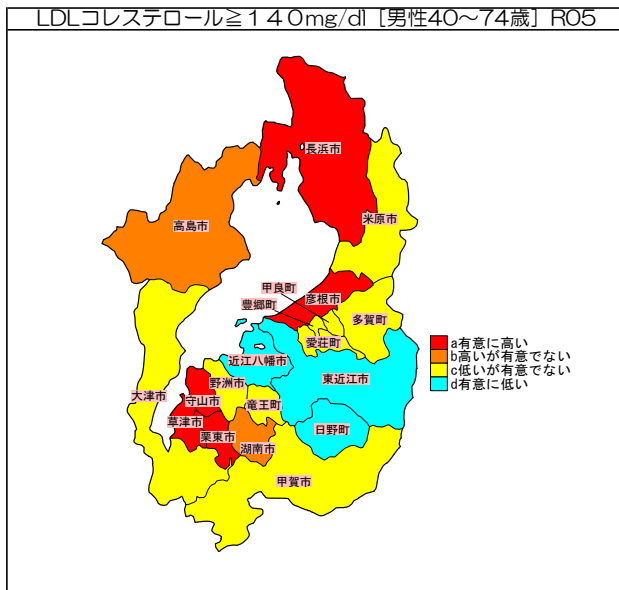 LDLコレステロール≧１４０mg/dl [男性40～74歳] R05
長浜市
米原市
高島市
甲良町
彦根市
豊郷町
多賀町
愛荘町
a有意に高い
b高いが有意でない
c低いが有意でない
d有意に低い
近江八幡市
東近江市
野洲市
大津市
守山市
竜王町
草津市
栗東市
日野町
湖南市
甲賀市